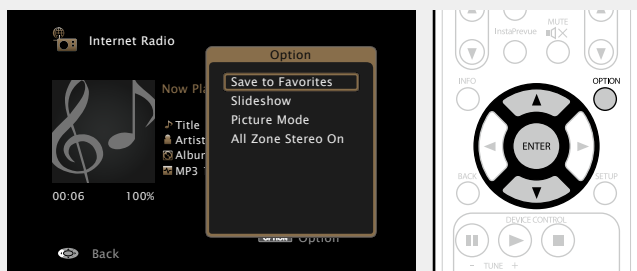 Internet Radio
Option
Save to Favorites
Slideshow
Picture Mode
All Zone Stereo On
Now Pla
Title
Artist
Albu
MP3
00:06 100%
Option
Back
InstaPrevue
MUTE
INFO
OPTION
ENTER
BACK
SETUP
DEVICE CONTROL
- TUNE +